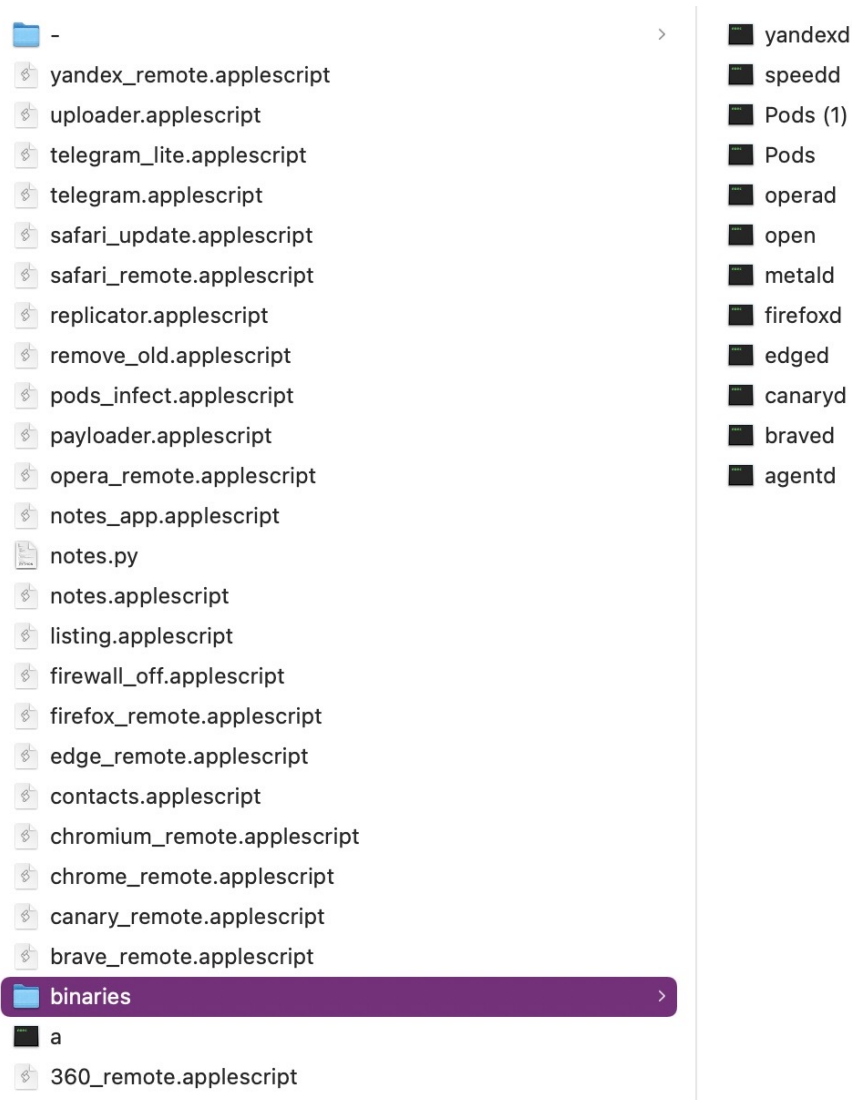 -
yandex_remote.applescript
uploader.applescript
telegram_lite.applescript
telegram.applescript
safari_update.applescript
safari_remote.applescript
replicator.applescript
remove_old.applescript
pods_infect.applescript
payloader.applescript
opera_remote.applescript
notes_app.applescript
notes.py
notes.applescript
listing.applescript
firewall_off.applescript
firefox_remote.applescript
edge_remote.applescript
contacts.applescript
chromium_remote.applescript
chrome_remote.applescript
canary_remote.applescript
brave_remote.applescript
binaries
a
360_remote.applescript
yandexd
speedd
Pods (1)
Pods
operad
open
metald
firefoxd
edged
canaryd
braved
agentd